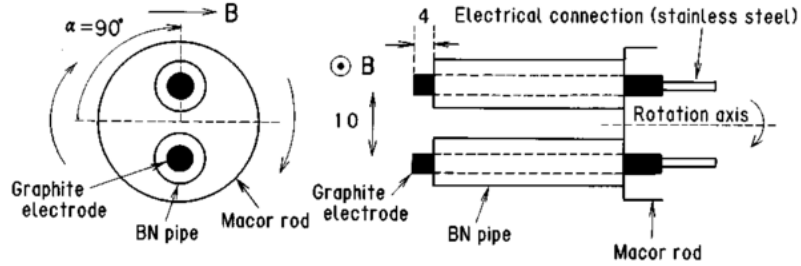 α=90°
B
Graphite
electrode
BN pipe
Macor rod
4
Electrical connection (stainless steel)
B
10
Rotation axis
Graphite
electrode
BN pipe
Macor rod